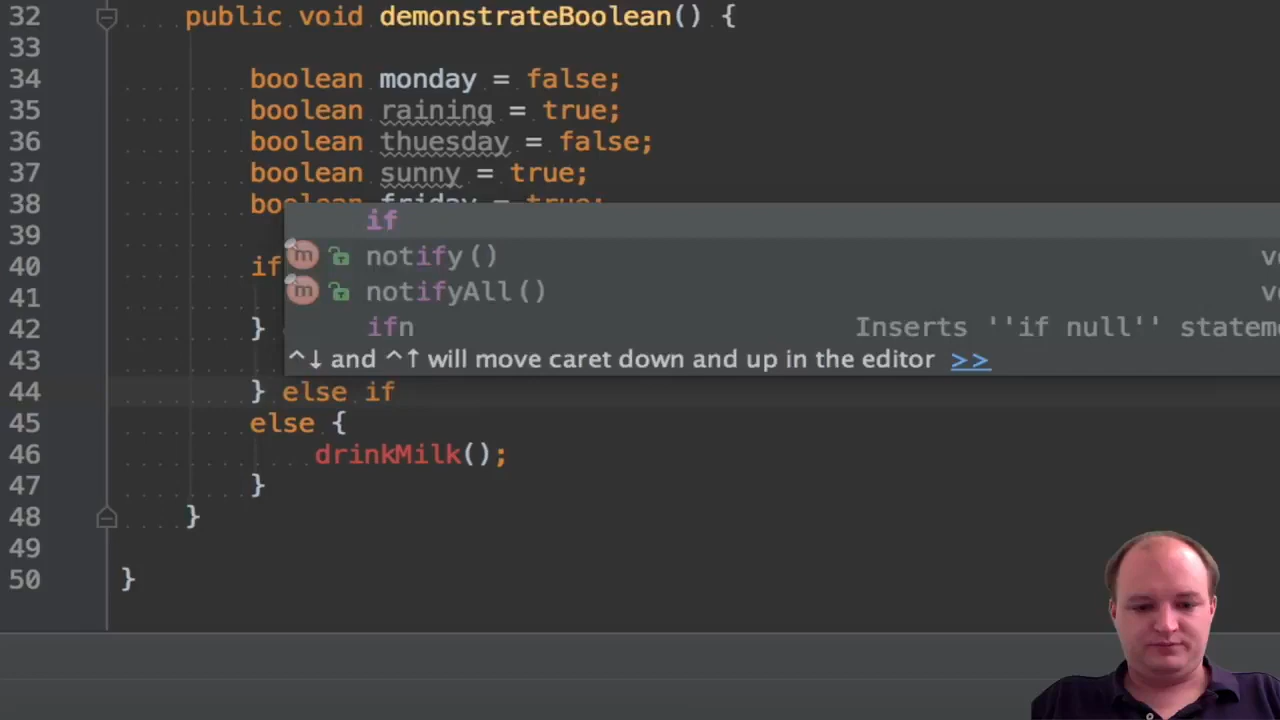 32 public void demonstrateBoolean() {
33
34 boolean monday = false;
35 boolean raining = true;
36 boolean thuesday = false;
37 boolean sunny = true;
38 boolean friday = true;
39 if
40 if notify()
41 notifyAll()
42 } ifn Inserts ''if null'' stateme
43 ^↓ and ^↑ will move caret down and up in the editor >>
44 } else if
45 else {
46 drinkMilk();
47 }
48 }
49
50 }